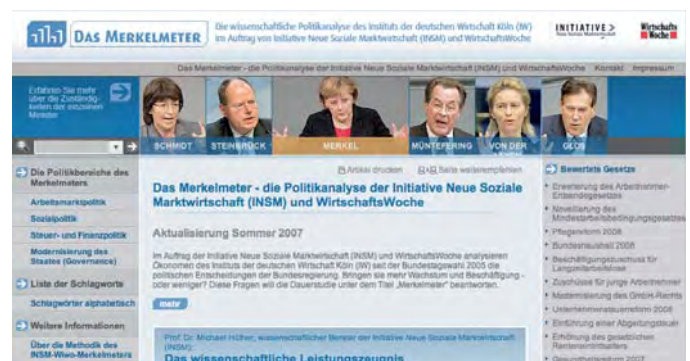 DAS MERKELMETER
Die wissenschaftliche Politikanalyse des Instituts der deutschen Wirtschaft Köln (IW)
im Auftrag von Initiative Neue Soziale Marktwirtschaft (INSM) und WirtschaftsWoche
INITIATIVE >
Neue Soziale Marktwirtschaft
Wirtschafts
Woche
Das Merkelmeter - die Politikanalyse der Initiative Neue Soziale Marktwirtschaft (INSM) und WirtschaftsWoche Kontakt Impressum
Erfahren Sie mehr
über die Zuständig-
keiten der einzelnen
Minister
SCHMIDT STEINBRÜCK MERKEL MÜNTEFERING VON DER GLOS
Artikel drucken Seite weiterempfehlen
Die Politikbereiche des
Merkelmeters
Arbeitsmarktpolitik
Sozialpolitik
Steuer- und Finanzpolitik
Modernisierung des
Staates (Governance)
Liste der Schlagworte
Schlagwörter alphabetisch
Weitere Informationen
Über die Methodik des
INSM-Wiwo-Merkelmeters
Das Merkelmeter - die Politikanalyse der Initiative Neue Soziale
Marktwirtschaft (INSM) und WirtschaftsWoche
Aktualisierung Sommer 2007
Im Auftrag der Initiative Neue Soziale Marktwirtschaft (INSM) und WirtschaftsWoche analysieren
Ökonomen des Instituts der deutschen Wirtschaft Köln (IW) seit der Bundestagswahl 2005 die
politischen Entscheidungen der Bundesregierung. Bringen sie mehr Wachstum und Beschäftigung -
oder weniger? Diese Fragen will die Dauerstudie unter dem Titel „Merkelmeter" beantworten.
mehr
Prof. Dr. Michael Hüther, wissenschaftlicher Berater der Initiative Neue Soziale Marktwirtschaft
(INSM):
Das wissenschaftliche Leistungszeugnis
Bewertete Gesetze
Erweiterung des Arbeitnehmer-
Entsendegesetzes
Novellierung des
Mindestarbeitsbedingungsgesetzes
Pflegereform 2008
Bundeshaushalt 2008
Beschäftigungszuschuss für
Langzeitarbeitslose
Zuschüsse für junge Arbeitnehmer
Modernisierung des GmbH-Rechts
Unternehmensteuerreform 2008
Einführung einer Abgeltungssteuer
Erhöhung des gesetzlichen
Renteneintrittsalters
Gesundheitsreform 2007